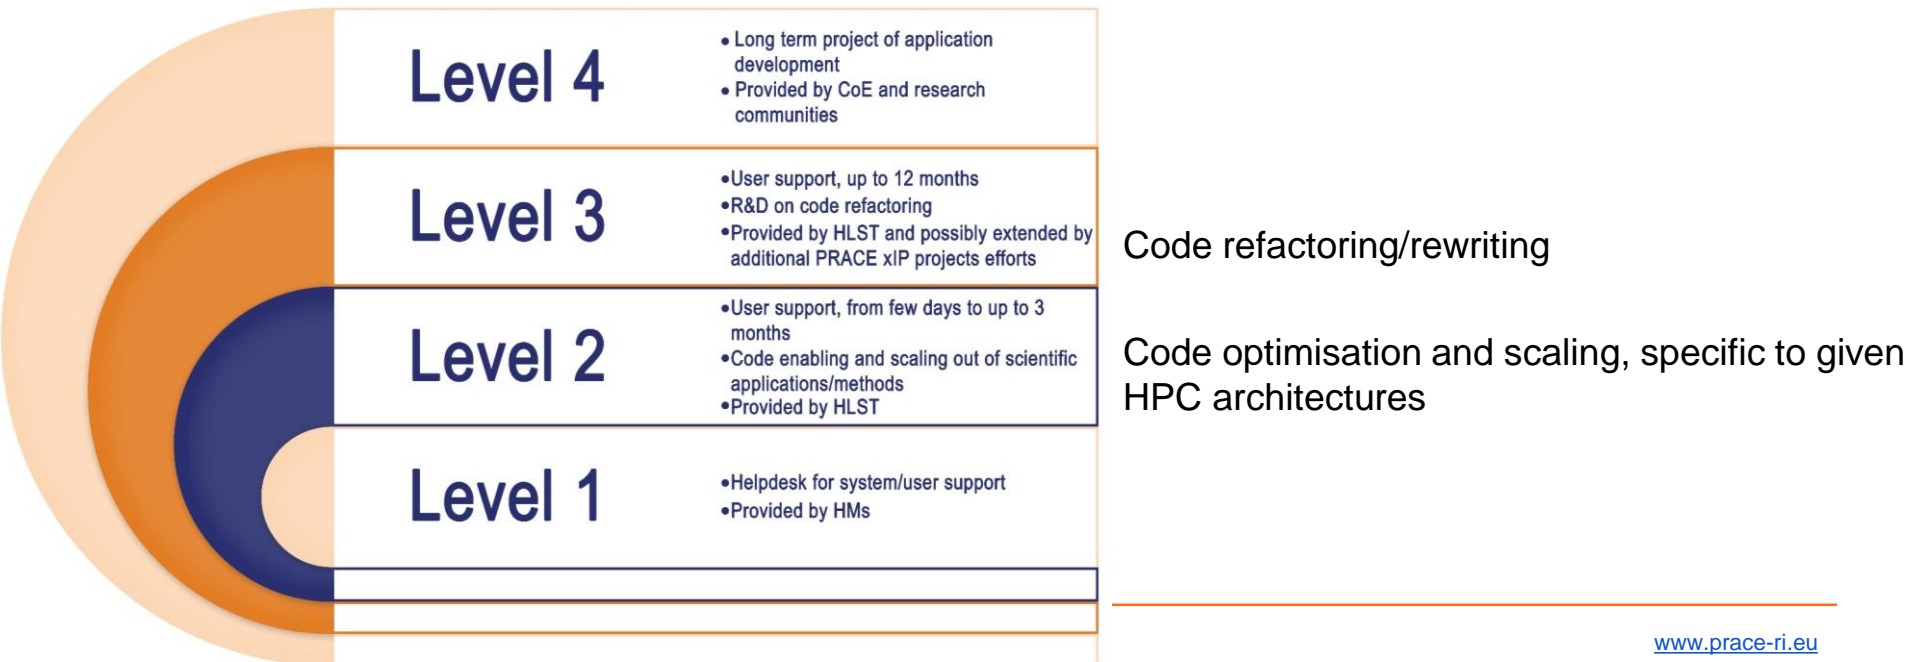 Level 4
• Long term project of application
development
• Provided by CoE and research
communities
Level 3
•User support, up to 12 months
•R&D on code refactoring
•Provided by HLST and possibly extended by
additional PRACE xIP projects efforts
Code refactoring/rewriting
Level 2
•User support, from few days to up to 3
months
•Code enabling and scaling out of scientific
applications/methods
•Provided by HLST
Code optimisation and scaling, specific to given
HPC architectures
Level 1
•Helpdesk for system/user support
•Provided by HMs
www.prace-ri.eu